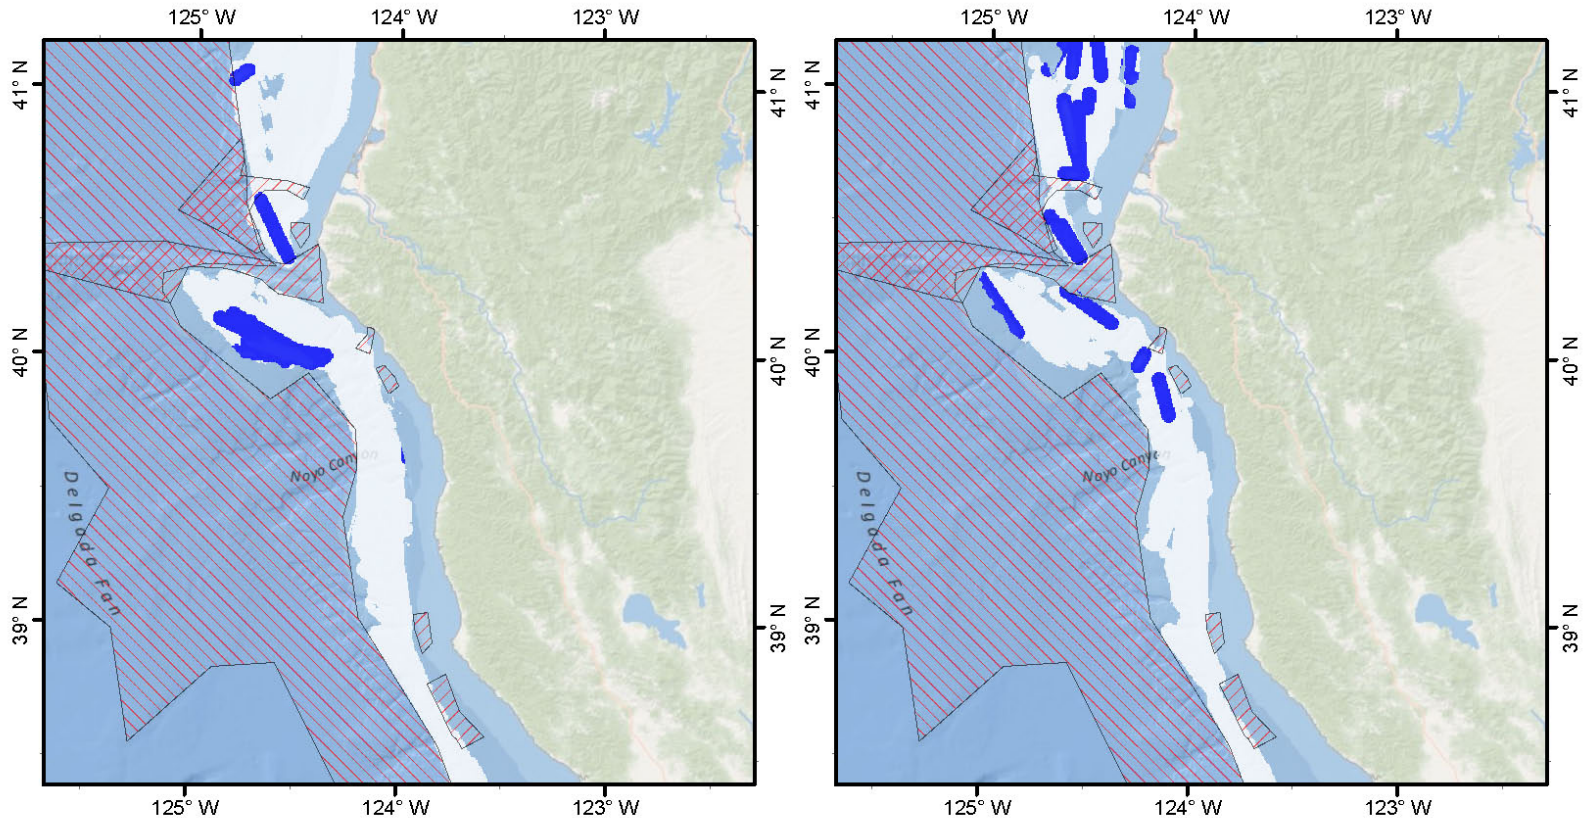 125° W 124° W 123° W 125° W 124° W 123° W
41° N 41° N 41° N 41° N
40° N 40° N 40° N 40° N
Noyo Canyon Noyo Canyon
Delgada Fan Delgada Fan
39° N 39° N 39° N 39° N
125° W 124° W 123° W 125° W 124° W 123° W